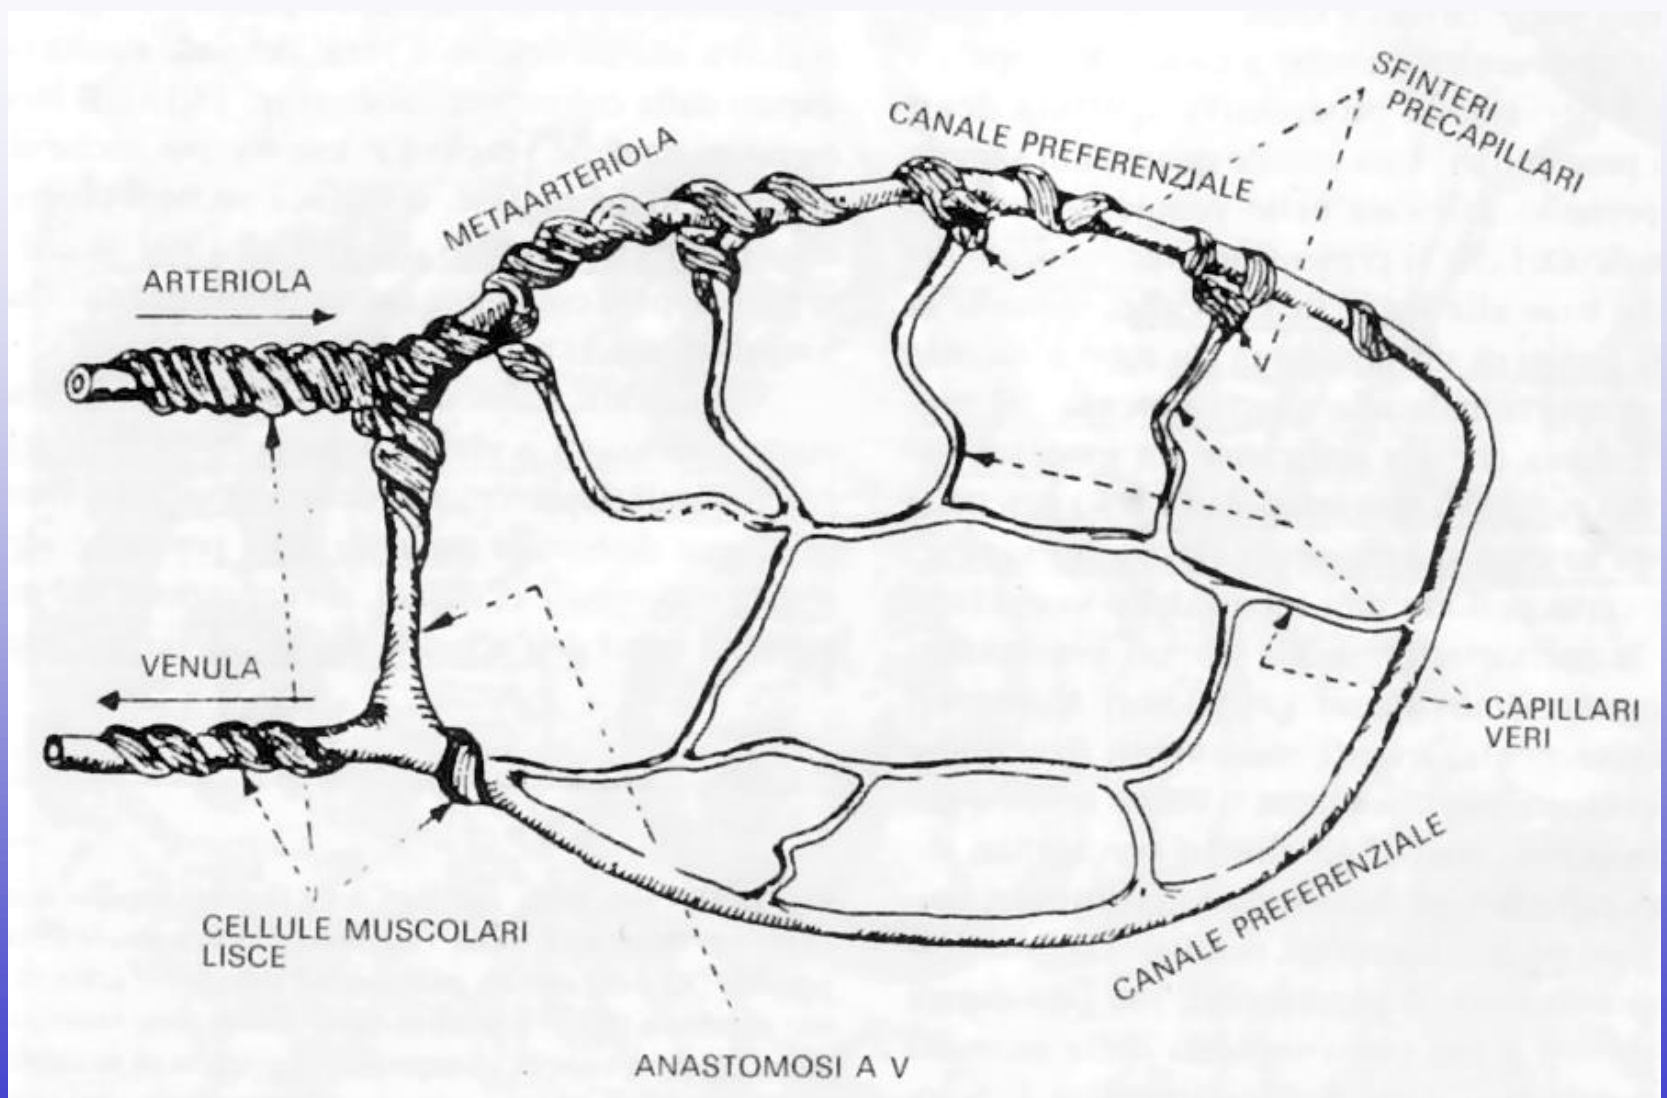 SFINTERI
PRECAPILLARI
CANALE PREFERENZIALE
METAARTERIOLA
ARTERIOLA
VENULA
CAPILLARI
VERI
CELLULE MUSCOLARI
LISCE
CANALE PREFERENZIALE
ANASTOMOSI A V